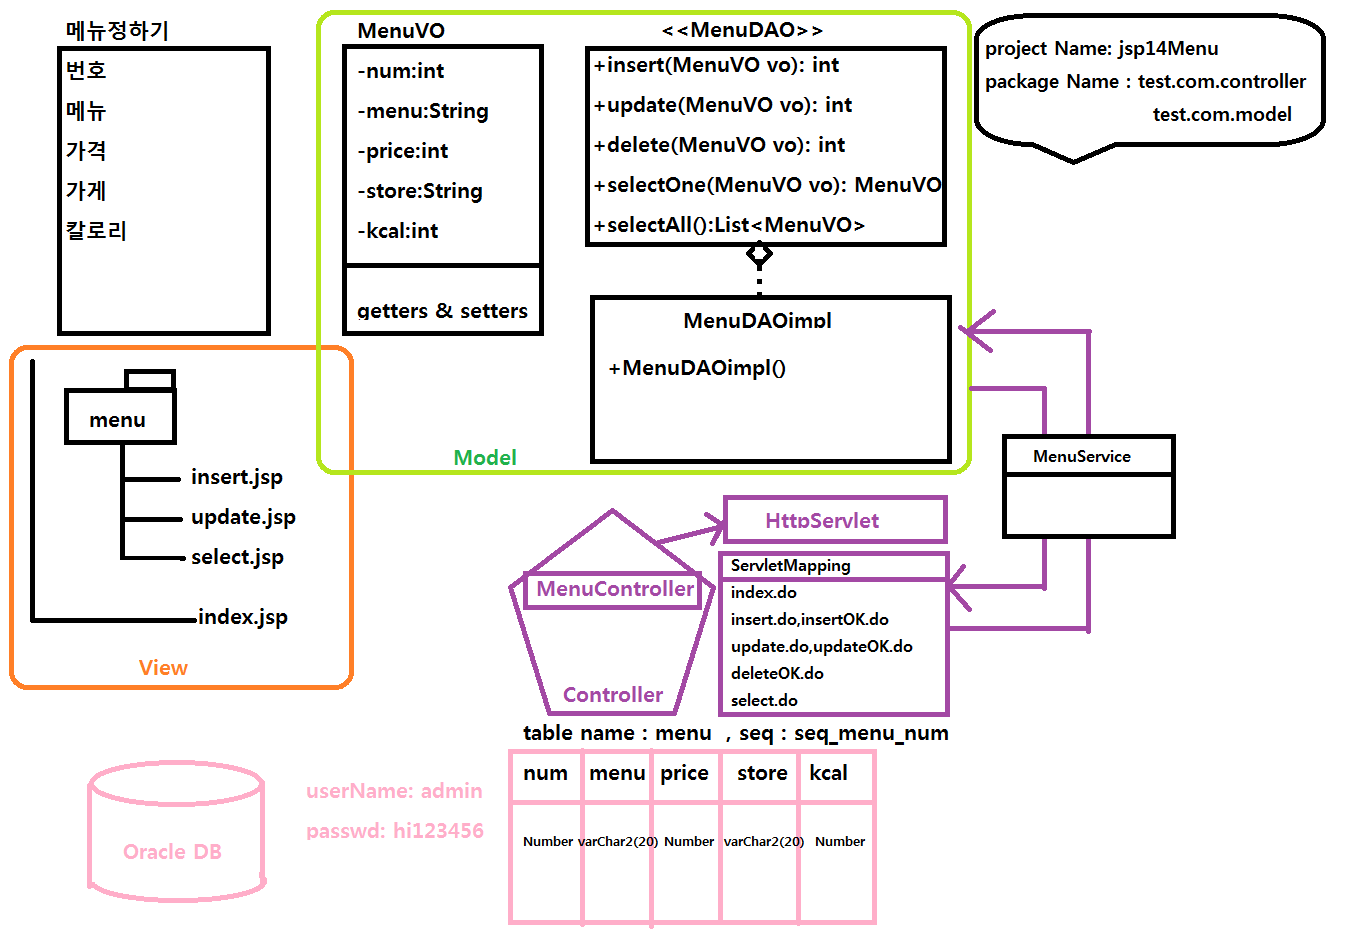 메뉴정하기
번호
메뉴
가격
가게
칼로리
MenuVO
-num:int
-menu:String
-price:int
-store:String
-kcal:int
getters & setters
<<MenuDAO>>
+insert(MenuVO vo): int
+update(MenuVO vo): int
+delete(MenuVO vo): int
+selectOne(MenuVO vo): MenuVO
+selectAll():List<MenuVO>
MenuDAOimpl
+MenuDAOimpl()
Model
project Name: jsp14Menu
package Name : test.com.controller
test.com.model
menu
insert.jsp
update.jsp
select.jsp
index.jsp
View
MenuService
HttpServlet
MenuController
Controller
ServletMapping
index.do
insert.do,insertOK.do
update.do,updateOK.do
deleteOK.do
select.do
table name : menu , seq : seq_menu_num
num menu price store kcal
Number varChar2(20) Number varChar2(20) Number
userName: admin
passwd: hi123456
Oracle DB